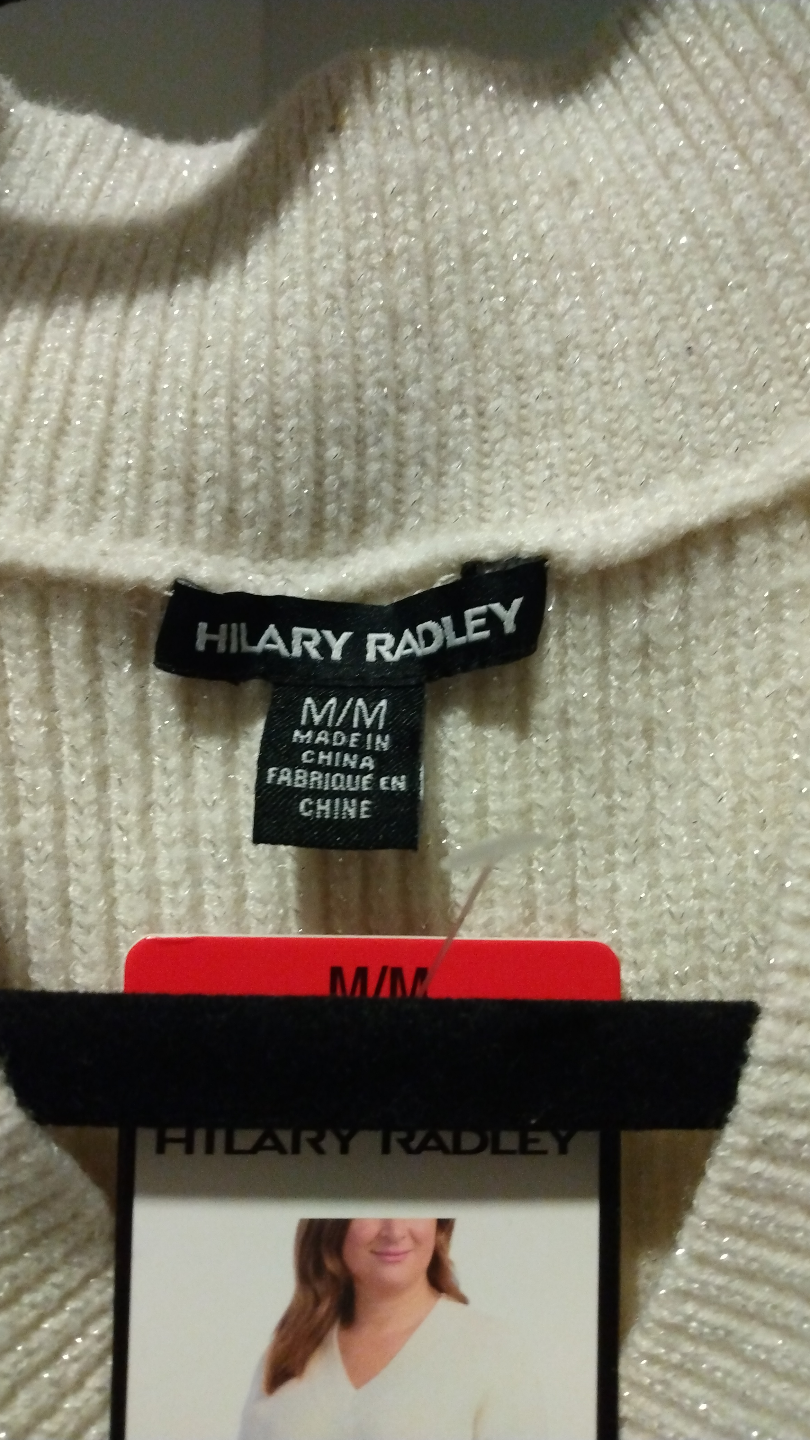 HILARY RADLEY
M/M
MADE IN
CHINA
FABRIQUÉ EN
CHINE
M/M
HILARY RADLEY